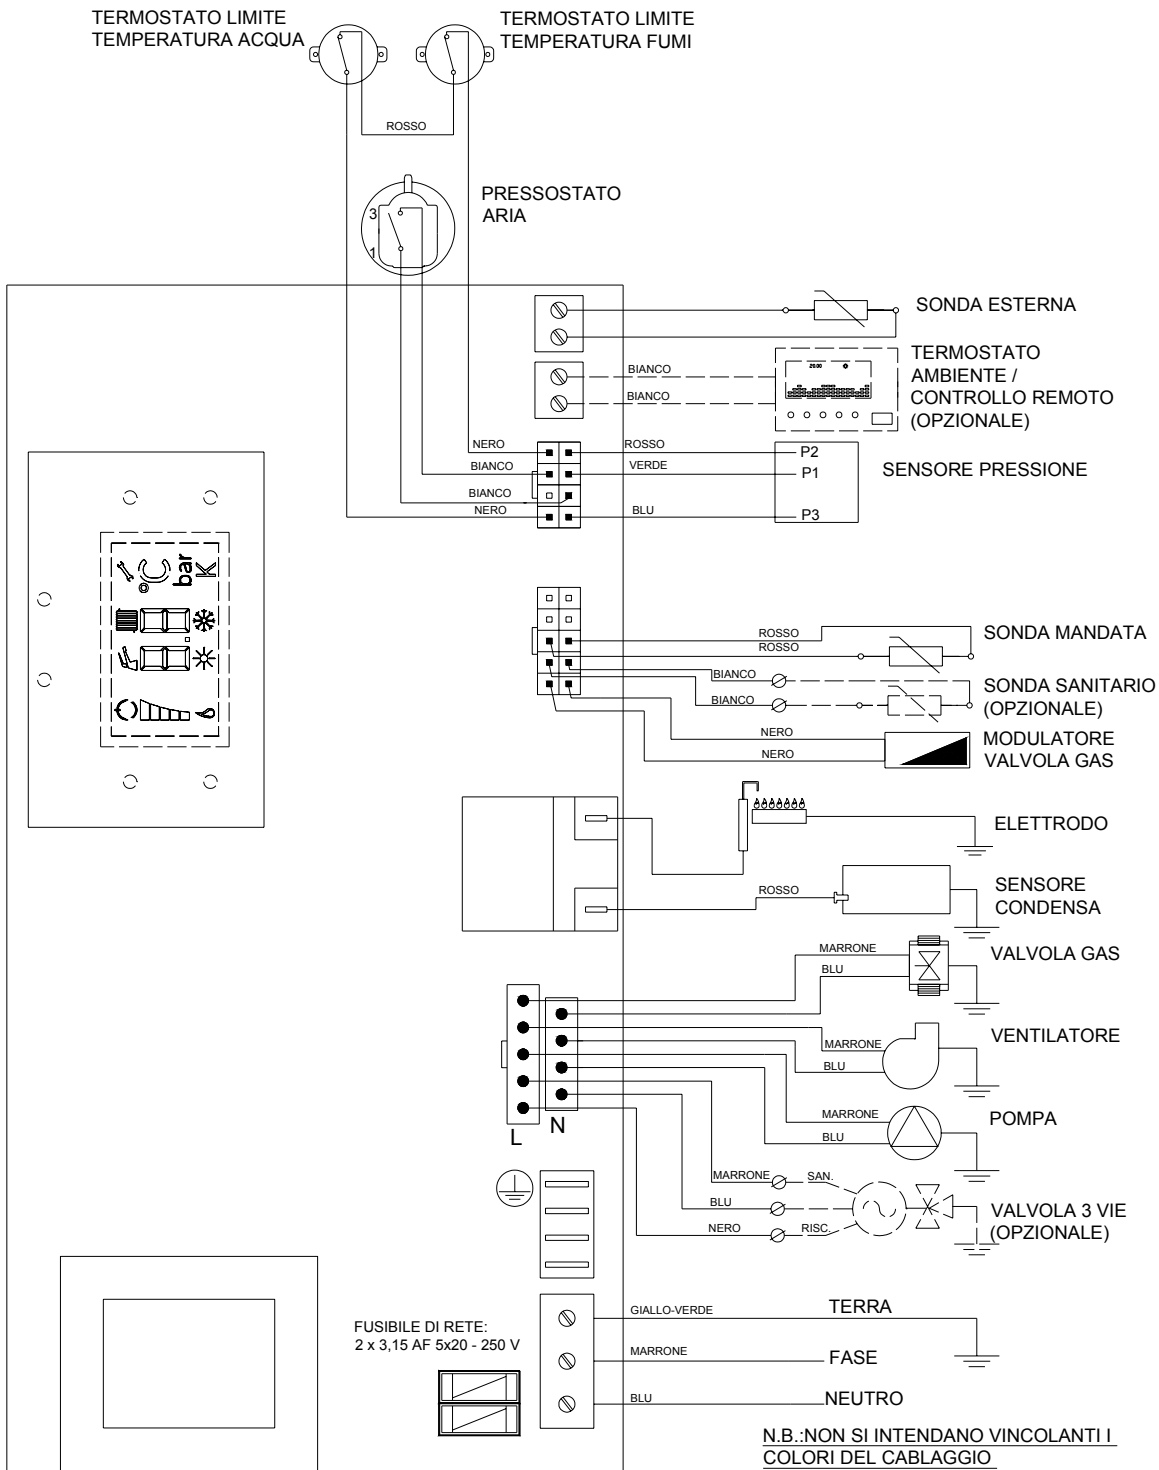 TERMOSTATO LIMITE
TEMPERATURA ACQUA
TERMOSTATO LIMITE
TEMPERATURA FUMI
ROSSO
PRESSOSTATO
ARIA
3
1
SONDA ESTERNA
TERMOSTATO
AMBIENTE /
CONTROLLO REMOTO
(OPZIONALE)
BIANCO
BIANCO
20.00
NERO
ROSSO
P2
BIANCO
VERDE
P1
SENSORE PRESSIONE
BIANCO
NERO
BLU
P3
°C
bar
K
ROSSO
ROSSO
SONDA MANDATA
BIANCO
BIANCO
SONDA SANITARIO
(OPZIONALE)
NERO
NERO
MODULATORE
VALVOLA GAS
ELETTRODO
ROSSO
SENSORE
CONDENSA
MARRONE
BLU
VALVOLA GAS
MARRONE
BLU
VENTILATORE
MARRONE
BLU
POMPA
L
N
MARRONE
SAN.
BLU
NERO
RISC.
VALVOLA 3 VIE
(OPZIONALE)
GIALLO-VERDE
TERRA
FUSIBILE DI RETE:
2 x 3,15 AF 5x20 - 250 V
MARRONE
FASE
BLU
NEUTRO
N.B.:NON SI INTENDANO VINCOLANTI I
COLORI DEL CABLAGGIO